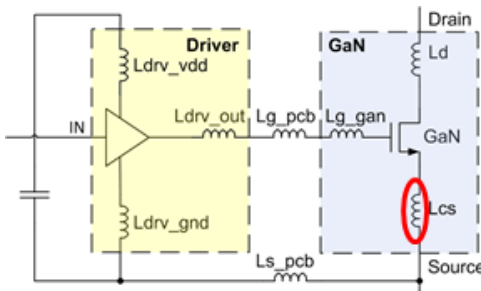 Drain
Driver
GaN
Ld
Ldrv_vdd
Ldrv_out
Lg_pcb
Lg_gan
IN
GaN
Lcs
Ldrv_gnd
Ls_pcb
Source